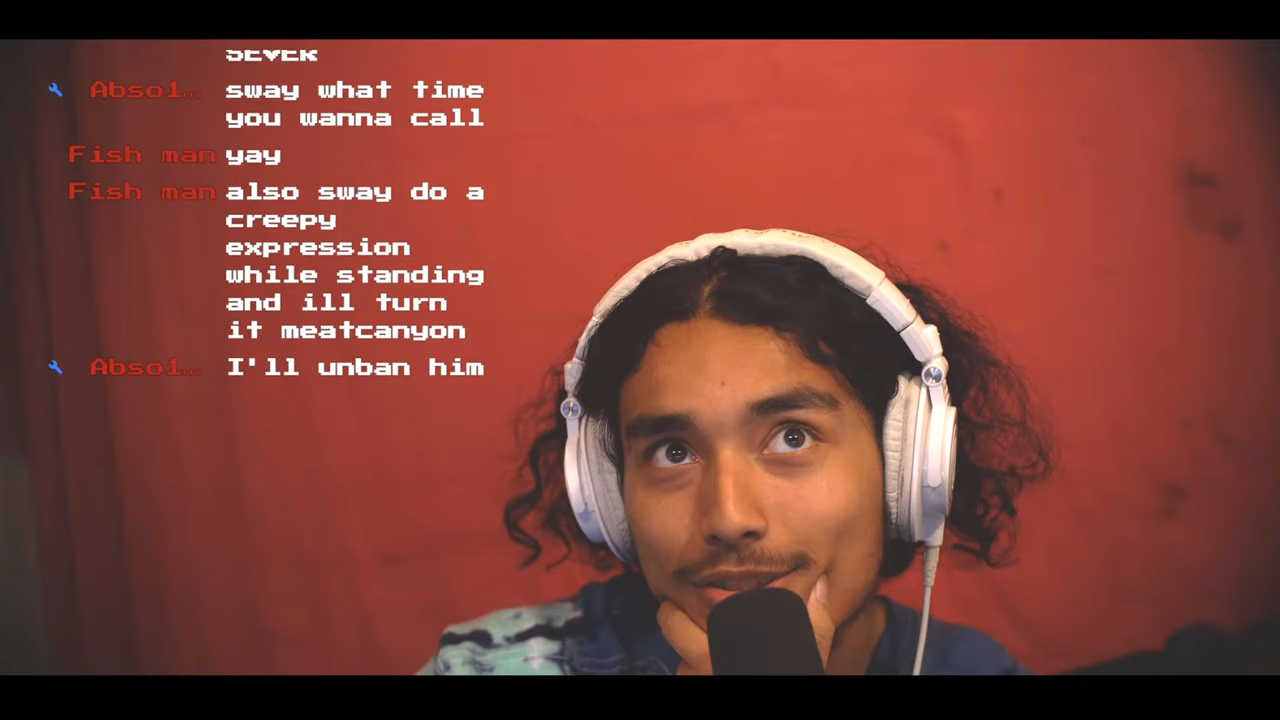 SEVER
Abso1… sway what time
you wanna call
Fish man yay
Fish man also sway do a
creepy
expression
while standing
and ill turn
it meatcanyon
Abso1… I'll unban him